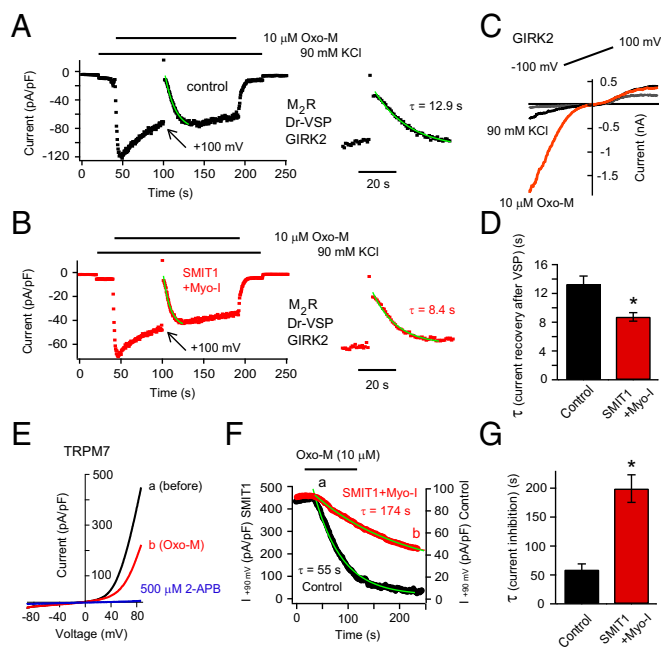 A
10 μM Oxo-M
90 mM KCl
control
M2R
Dr-VSP
GIRK2
+100 mV
τ = 12.9 s
20 s
Current (pA/pF)
0
-40
-80
-120
0 50 100 150 200 250
Time (s)
B
10 μM Oxo-M
90 mM KCl
SMIT1
+Myo-I
M2R
Dr-VSP
GIRK2
+100 mV
τ = 8.4 s
20 s
Current (pA/pF)
0
-20
-40
-60
0 50 100 150 200 250
Time (s)
C
GIRK2
100 mV
-100 mV
0.5
0
-0.5
-1
-1.5
Current (nA)
90 mM KCl
10 μM Oxo-M
D
τ (current recovery after VSP) (s)
16
12
8
4
0
*
Control
SMIT1
+Myo-I
E
TRPM7
500
Current (pA/pF)
300
100
a (before)
b (Oxo-M)
500 μM 2-APB
-80 -40 0 40 80
Voltage (mV)
F
Oxo-M (10 μM)
I +90 mV (pA/pF) SMIT1
500
400
300
200
100
0
a
SMIT1+Myo-I
τ = 174 s
b
τ = 55 s
Control
100
80
60
40
20
0
I +90 mV (pA/pF) Control
0 50 100 150 200
Time (s)
G
τ (current inhibition) (s)
200
150
100
50
0
*
Control
SMIT1
+Myo-I